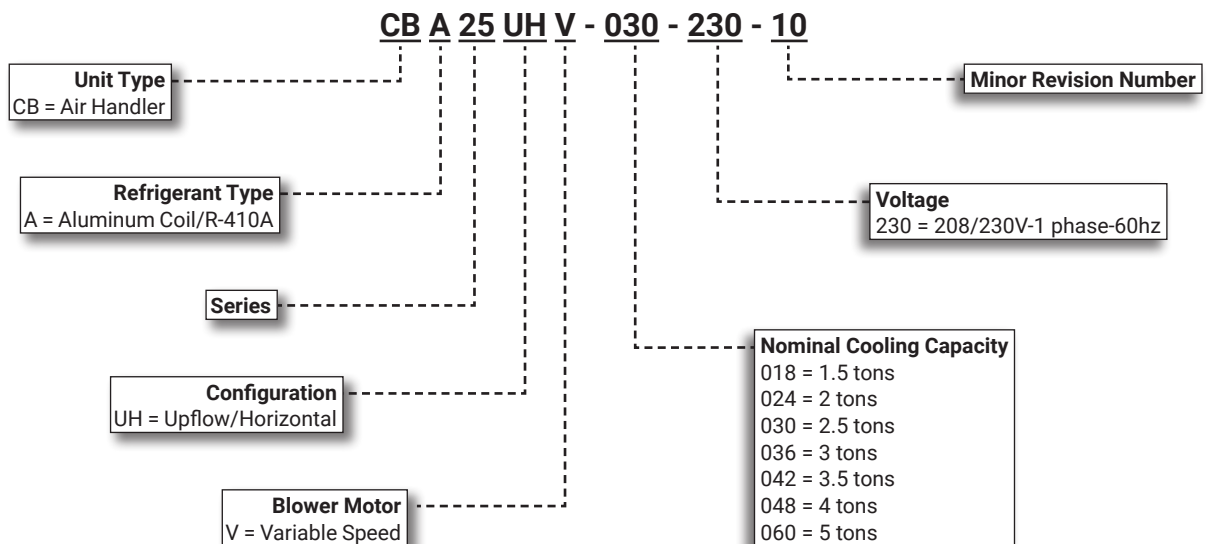 CB A 25 UH V - 030 - 230 - 10
Unit Type
CB = Air Handler
Minor Revision Number
Refrigerant Type
A = Aluminum Coil/R-410A
Voltage
230 = 208/230V-1 phase-60hz
Series
Configuration
UH = Upflow/Horizontal
Nominal Cooling Capacity
018 = 1.5 tons
024 = 2 tons
030 = 2.5 tons
036 = 3 tons
042 = 3.5 tons
048 = 4 tons
060 = 5 tons
Blower Motor
V = Variable Speed